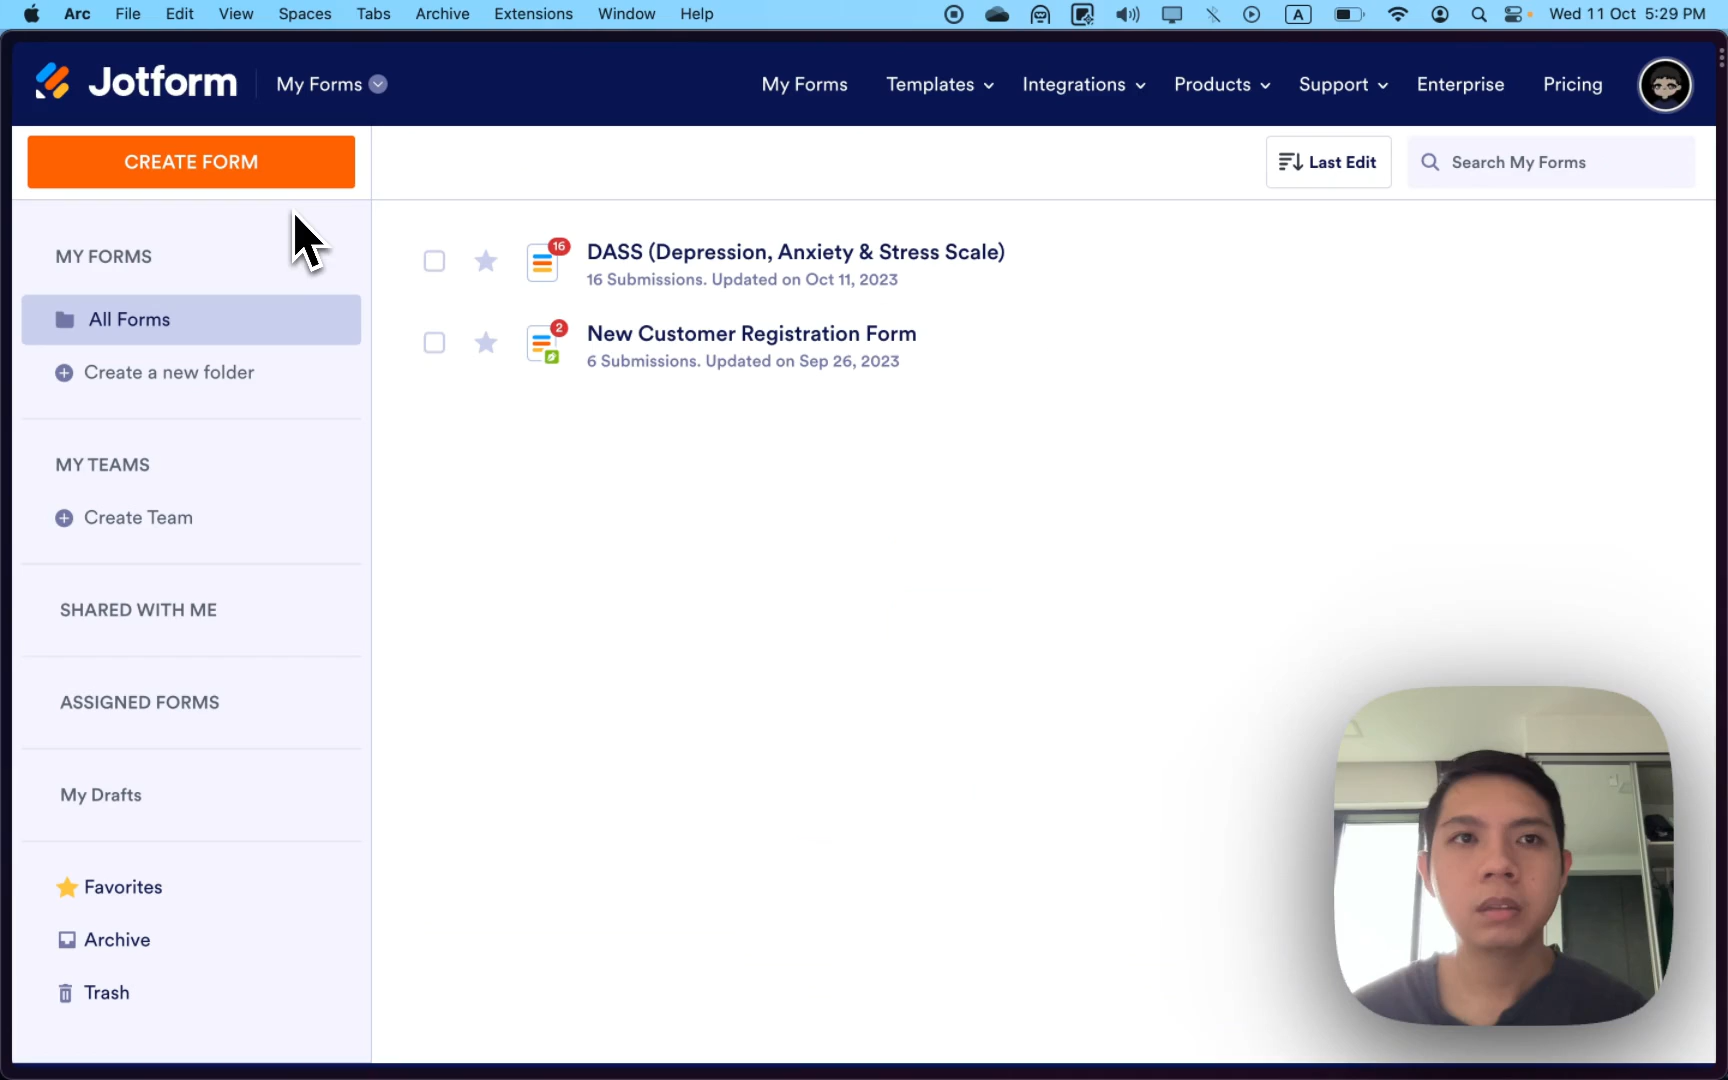 Arc File Edit View Spaces Tabs Archive Extensions Window Help A Wed 11 Oct 5:29 PM
Jotform My Forms My Forms Templates Integrations Products Support Enterprise Pricing
CREATE FORM
Last Edit
Search My Forms
MY FORMS
All Forms
Create a new folder
MY TEAMS
Create Team
SHARED WITH ME
ASSIGNED FORMS
My Drafts
Favorites
Archive
Trash
16
DASS (Depression, Anxiety & Stress Scale)
16 Submissions. Updated on Oct 11, 2023
2
New Customer Registration Form
6 Submissions. Updated on Sep 26, 2023